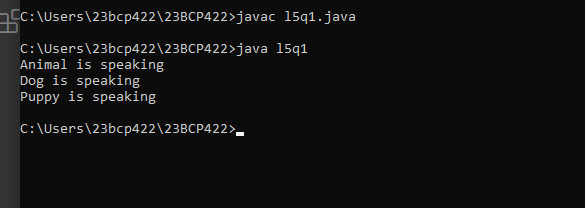 C:\Users\23bcp422\23BCP422>javac l5q1.java
C:\Users\23bcp422\23BCP422>java l5q1
Animal is speaking
Dog is speaking
Puppy is speaking
C:\Users\23bcp422\23BCP422>